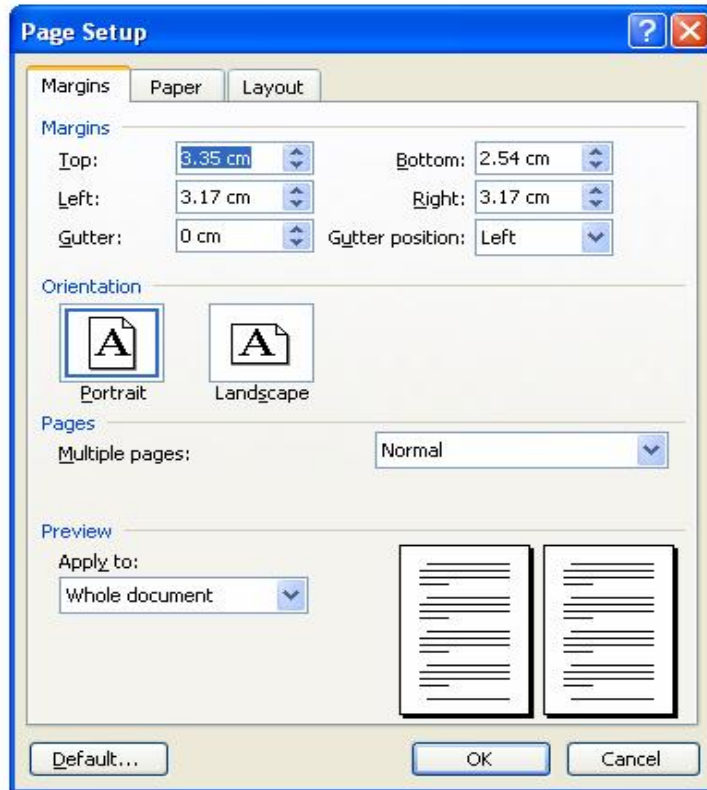 Page Setup
Margins Paper Layout
Margins
Top: 3.35 cm Bottom: 2.54 cm
Left: 3.17 cm Right: 3.17 cm
Gutter: 0 cm Gutter position: Left
Orientation
A A
Portrait Landscape
Pages
Multiple pages: Normal
Preview
Apply to:
Whole document
Default... OK Cancel